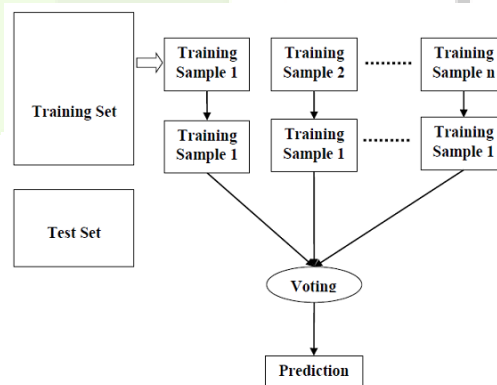 Training Set
Test Set
Training
Sample 1
Training
Sample 2
Training
Sample n
Training
Sample 1
Training
Sample 1
Training
Sample 1
Voting
Prediction